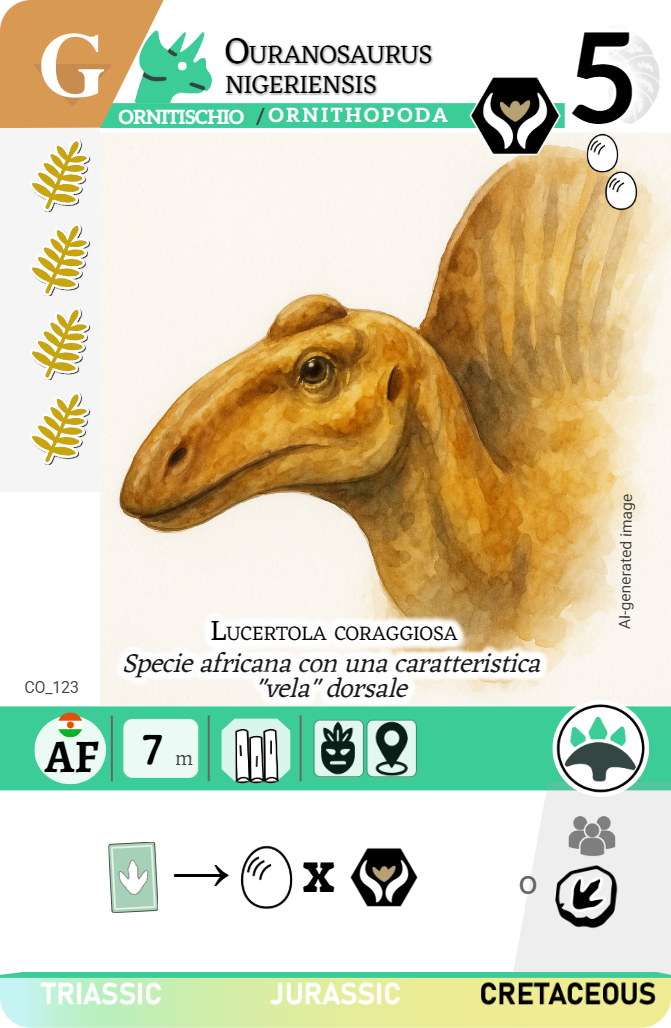 G
OURANOSAURUS
NIGERIENSIS
5
ORNITISCHIO / ORNITHOPODA
AI-generated image
LUCERTOLA CORAGGIOSA
Specie africana con una caratteristica
"vela" dorsale
CO_123
AF
7 m
X
O
TRIASSIC JURASSIC CRETACEOUS